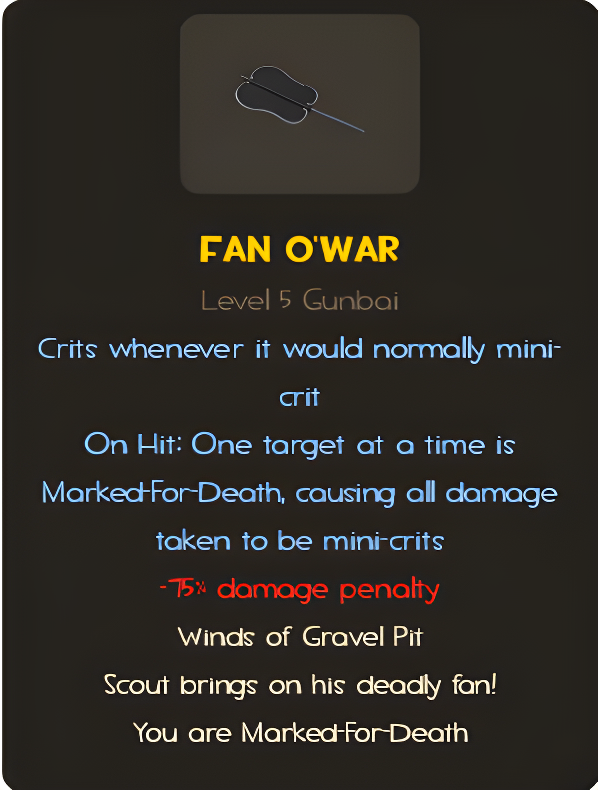 FAN O'WAR
Level 5 Gunbai
Crits whenever it would normally mini-
crit
On Hit: One target at a time is
Marked-For-Death, causing all damage
taken to be mini-crits
-75% damage penalty
Winds of Gravel Pit
Scout brings on his deadly fan!
You are Marked-For-Death